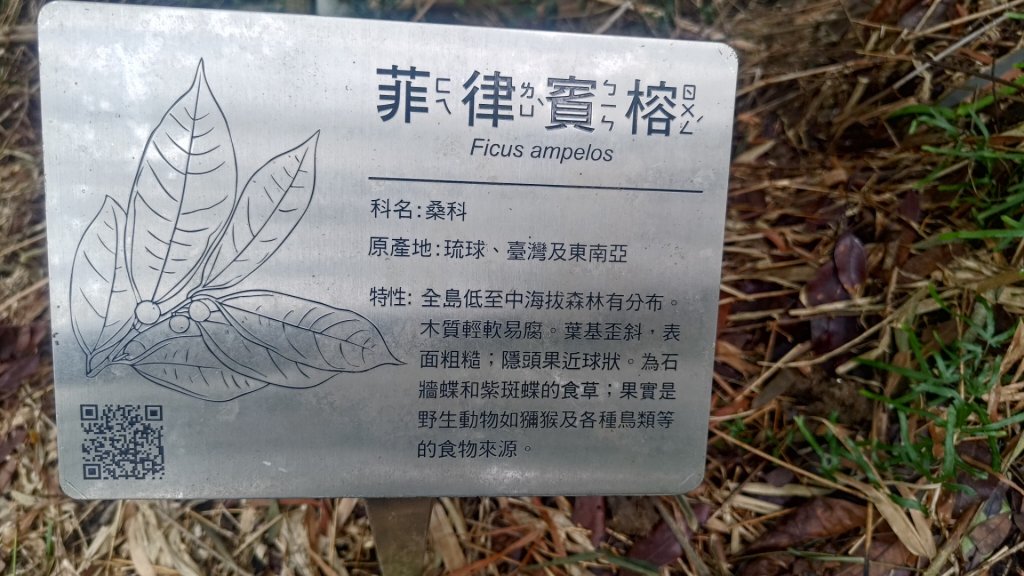 菲ㄈㄟ律ㄌㄩˋ賓ㄅㄧㄣ榕ㄖㄨㄥˊ
Ficus ampelos
科名:桑科
原產地:琉球、臺灣及東南亞
特性: 全島低至中海拔森林有分布。
木質輕軟易腐。葉基歪斜，表
面粗糙；隱頭果近球狀。為石
牆蝶和紫斑蝶的食草；果實是
野生動物如獼猴及各種鳥類等
的食物來源。